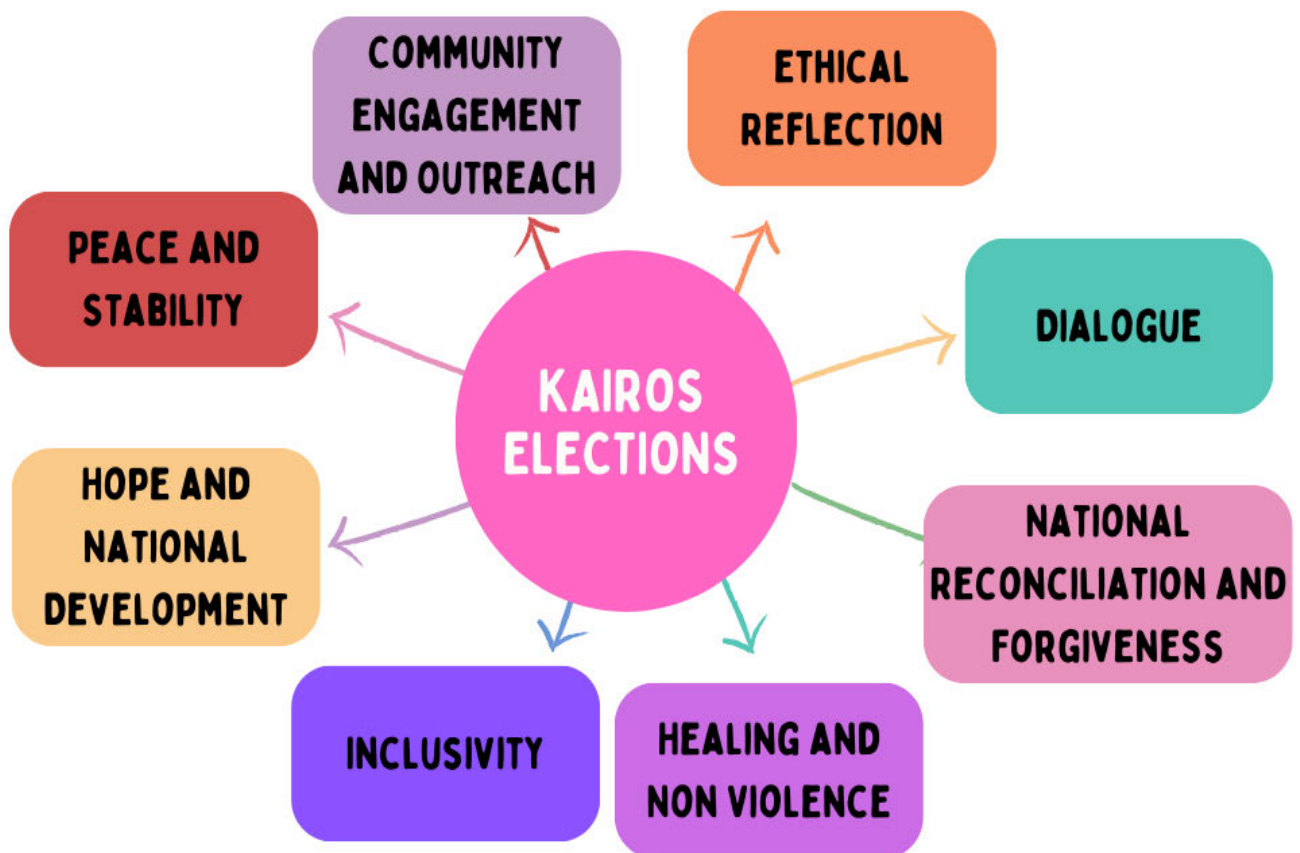 COMMUNITY
ENGAGEMENT
AND OUTREACH
ETHICAL
REFLECTION
PEACE AND
STABILITY
DIALOGUE
KAIROS
ELECTIONS
HOPE AND
NATIONAL
DEVELOPMENT
NATIONAL
RECONCILIATION AND
FORGIVENESS
INCLUSIVITY
HEALING AND
NON VIOLENCE